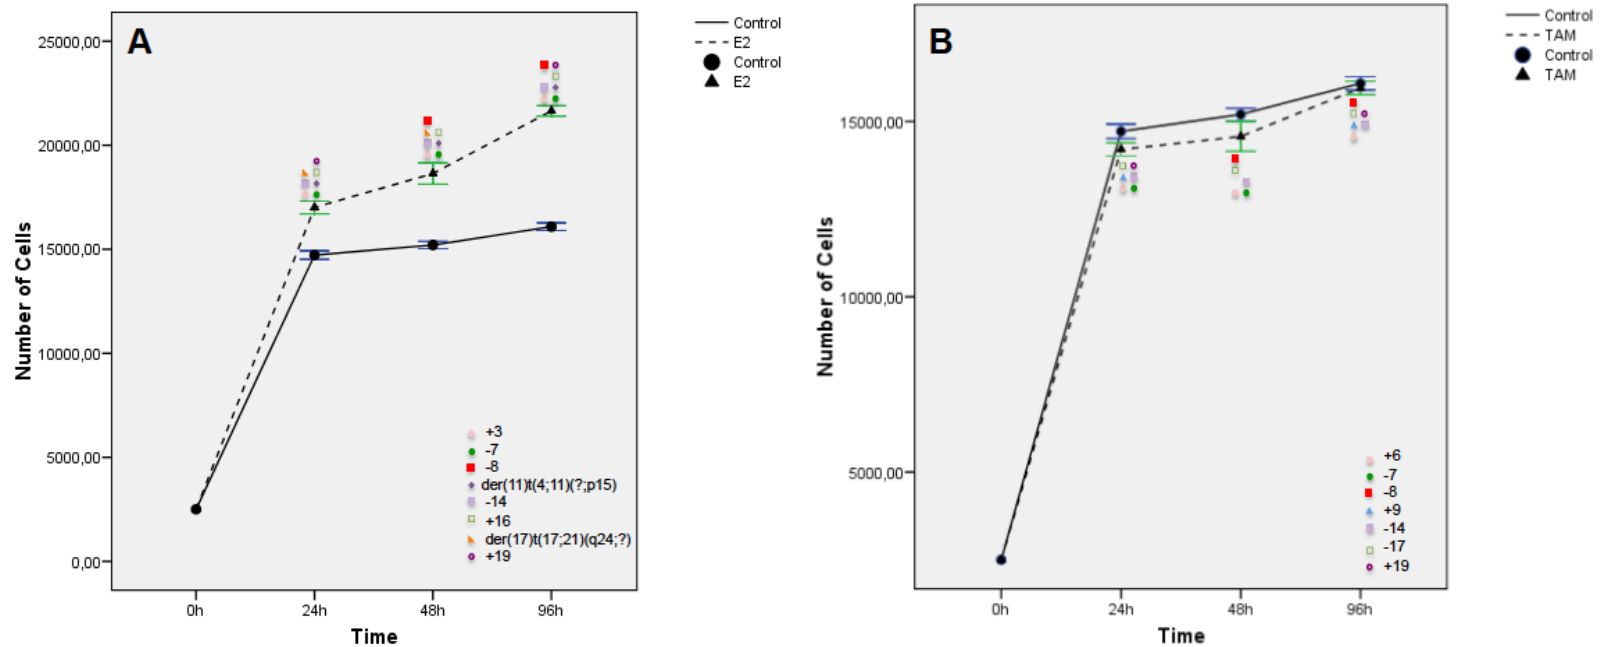 A
Number of Cells
25000,00
20000,00
15000,00
10000,00
5000,00
0,00
+3
-7
-8
der(11)t(4;11)(?;p15)
-14
+16
der(17)t(17;21)(q24;?)
+19
0h 24h 48h 96h
Time
Control
E2
Control
E2
B
Number of Cells
15000,00
10000,00
5000,00
+6
-7
-8
+9
-14
-17
+19
0h 24h 48h 96h
Time
Control
TAM
Control
TAM